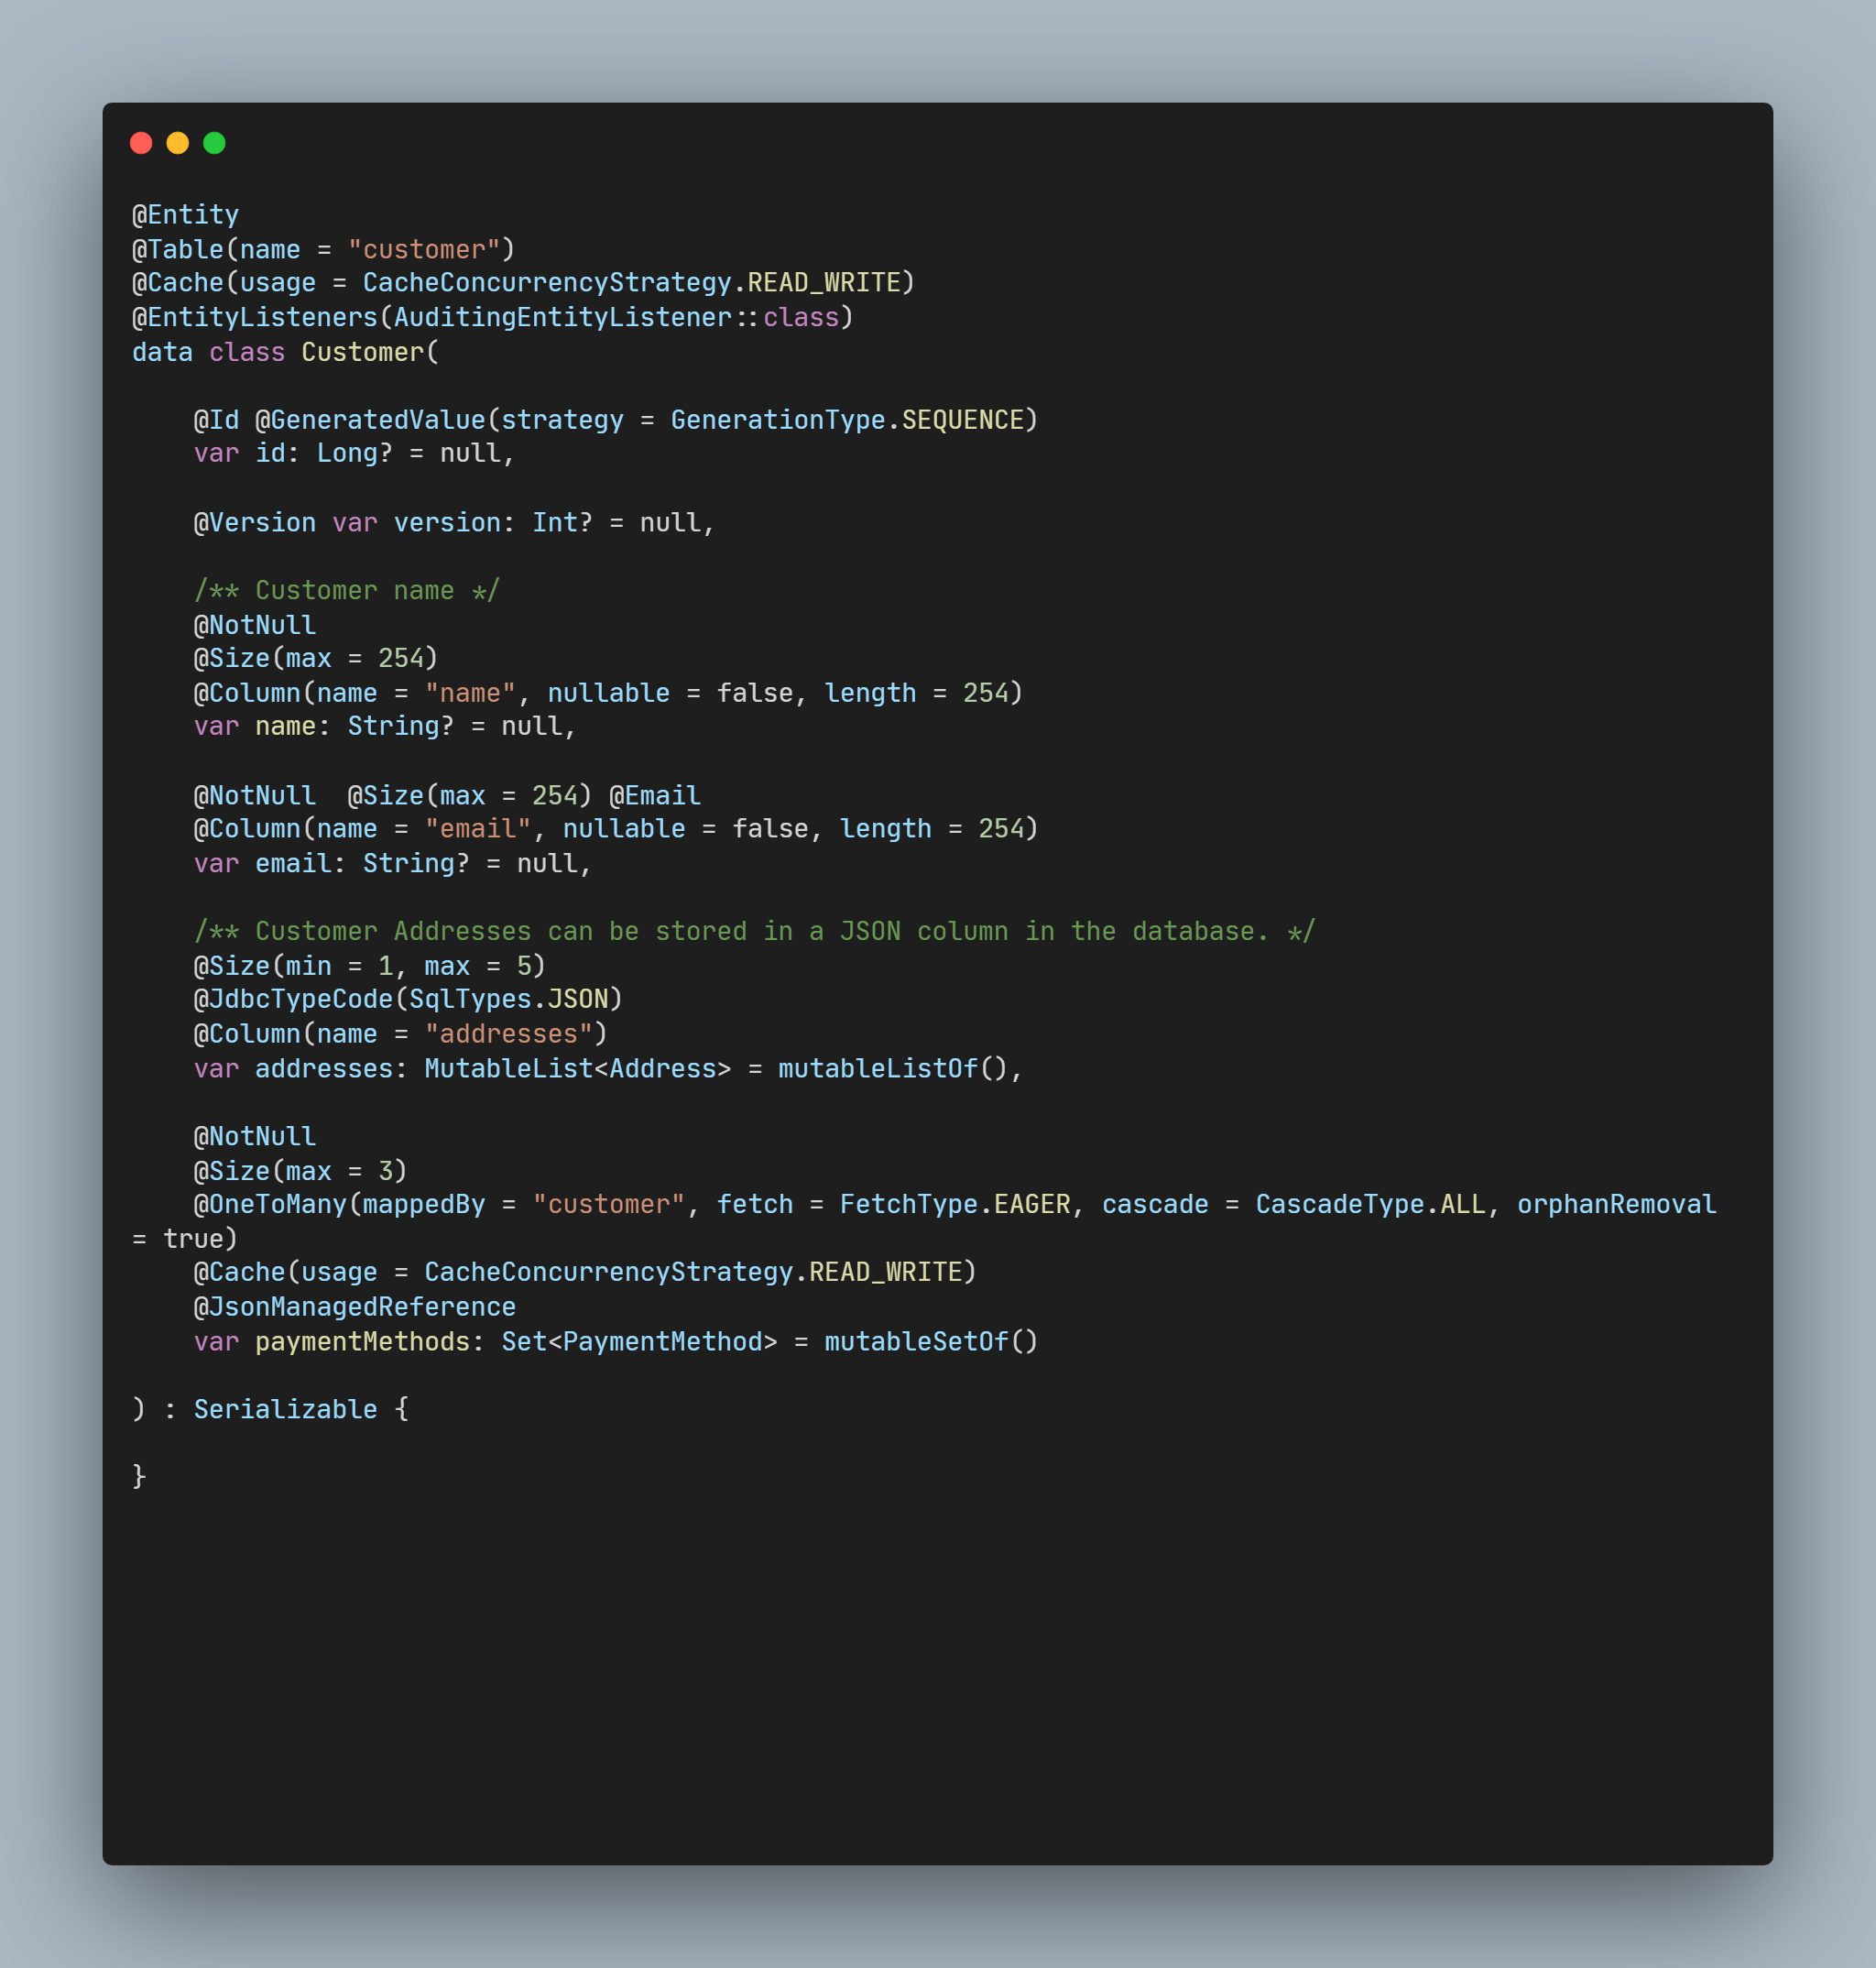 @Entity
@Table(name = "customer")
@Cache(usage = CacheConcurrencyStrategy.READ_WRITE)
@EntityListeners(AuditingEntityListener::class)
data class Customer(

    @Id @GeneratedValue(strategy = GenerationType.SEQUENCE)
    var id: Long? = null,

    @Version var version: Int? = null,

    /** Customer name */
    @NotNull
    @Size(max = 254)
    @Column(name = "name", nullable = false, length = 254)
    var name: String? = null,

    @NotNull  @Size(max = 254) @Email
    @Column(name = "email", nullable = false, length = 254)
    var email: String? = null,

    /** Customer Addresses can be stored in a JSON column in the database. */
    @Size(min = 1, max = 5)
    @JdbcTypeCode(SqlTypes.JSON)
    @Column(name = "addresses")
    var addresses: MutableList<Address> = mutableListOf(),

    @NotNull
    @Size(max = 3)
    @OneToMany(mappedBy = "customer", fetch = FetchType.EAGER, cascade = CascadeType.ALL, orphanRemoval
= true)
    @Cache(usage = CacheConcurrencyStrategy.READ_WRITE)
    @JsonManagedReference
    var paymentMethods: Set<PaymentMethod> = mutableSetOf()

) : Serializable {

}